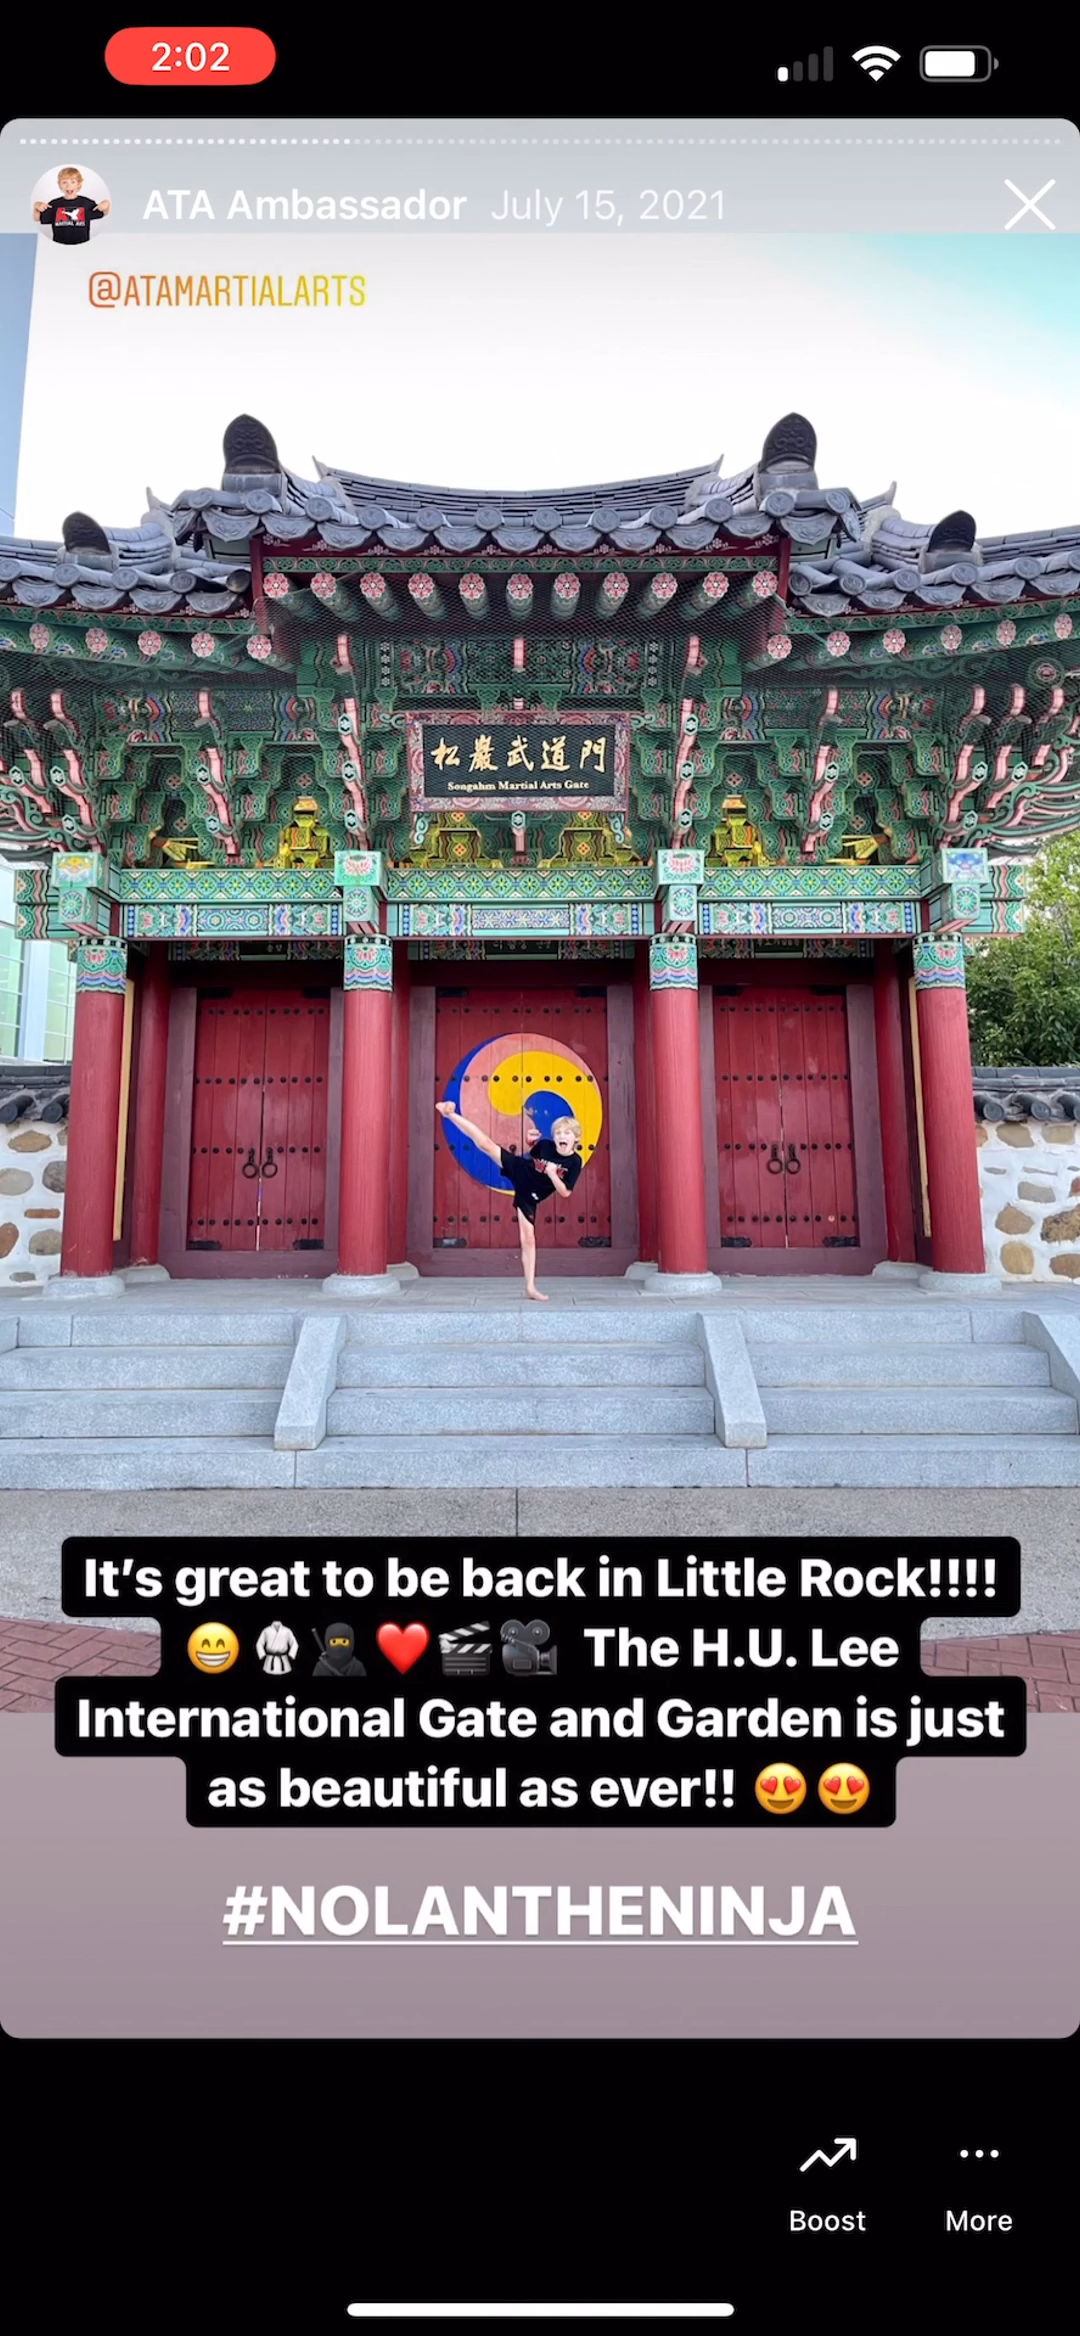 2:02
ATA Ambassador July 15, 2021
@ATAMARTIALARTS
松巖武道門
Songahm Martial Arts Gate
It's great to be back in Little Rock!!!!
😁🥋🥷❤️🎬🎥 The H.U. Lee
International Gate and Garden is just
as beautiful as ever!! 😍😍
#NOLANTHENINJA
Boost
More